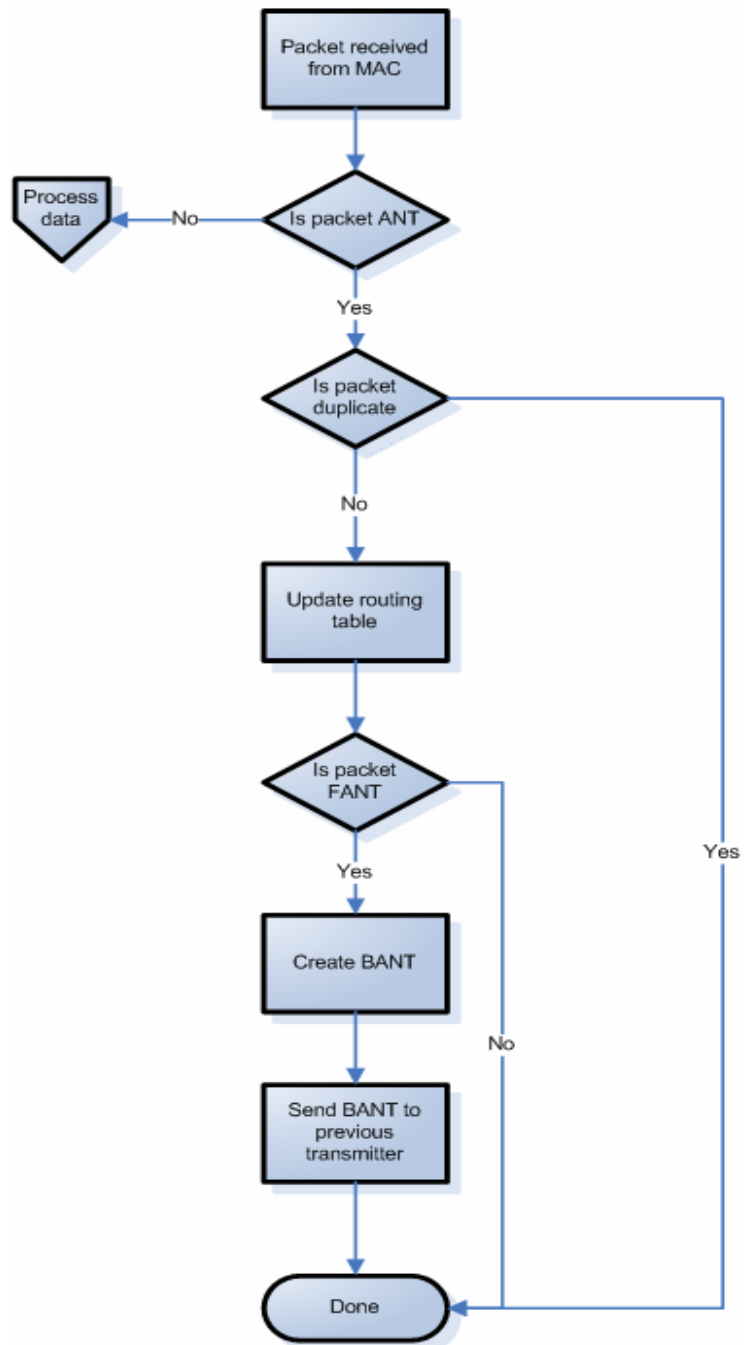 Packet received
from MAC
Process
data
No
Is packet ANT
Yes
Is packet
duplicate
No
Update routing
table
Is packet
FANT
Yes
Yes
Create BANT
No
Send BANT to
previous
transmitter
Done